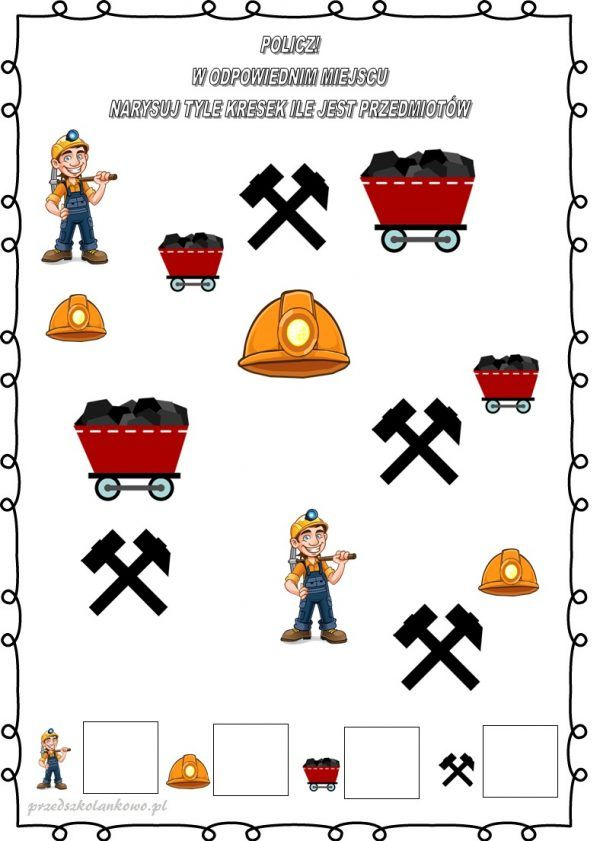 POLICZ!
W ODPOWIEDNIM MIEJSCU
NARYSUJ TYLE KRESEK ILE JEST PRZEDMIOTÓW
przedszkolankowo.pl